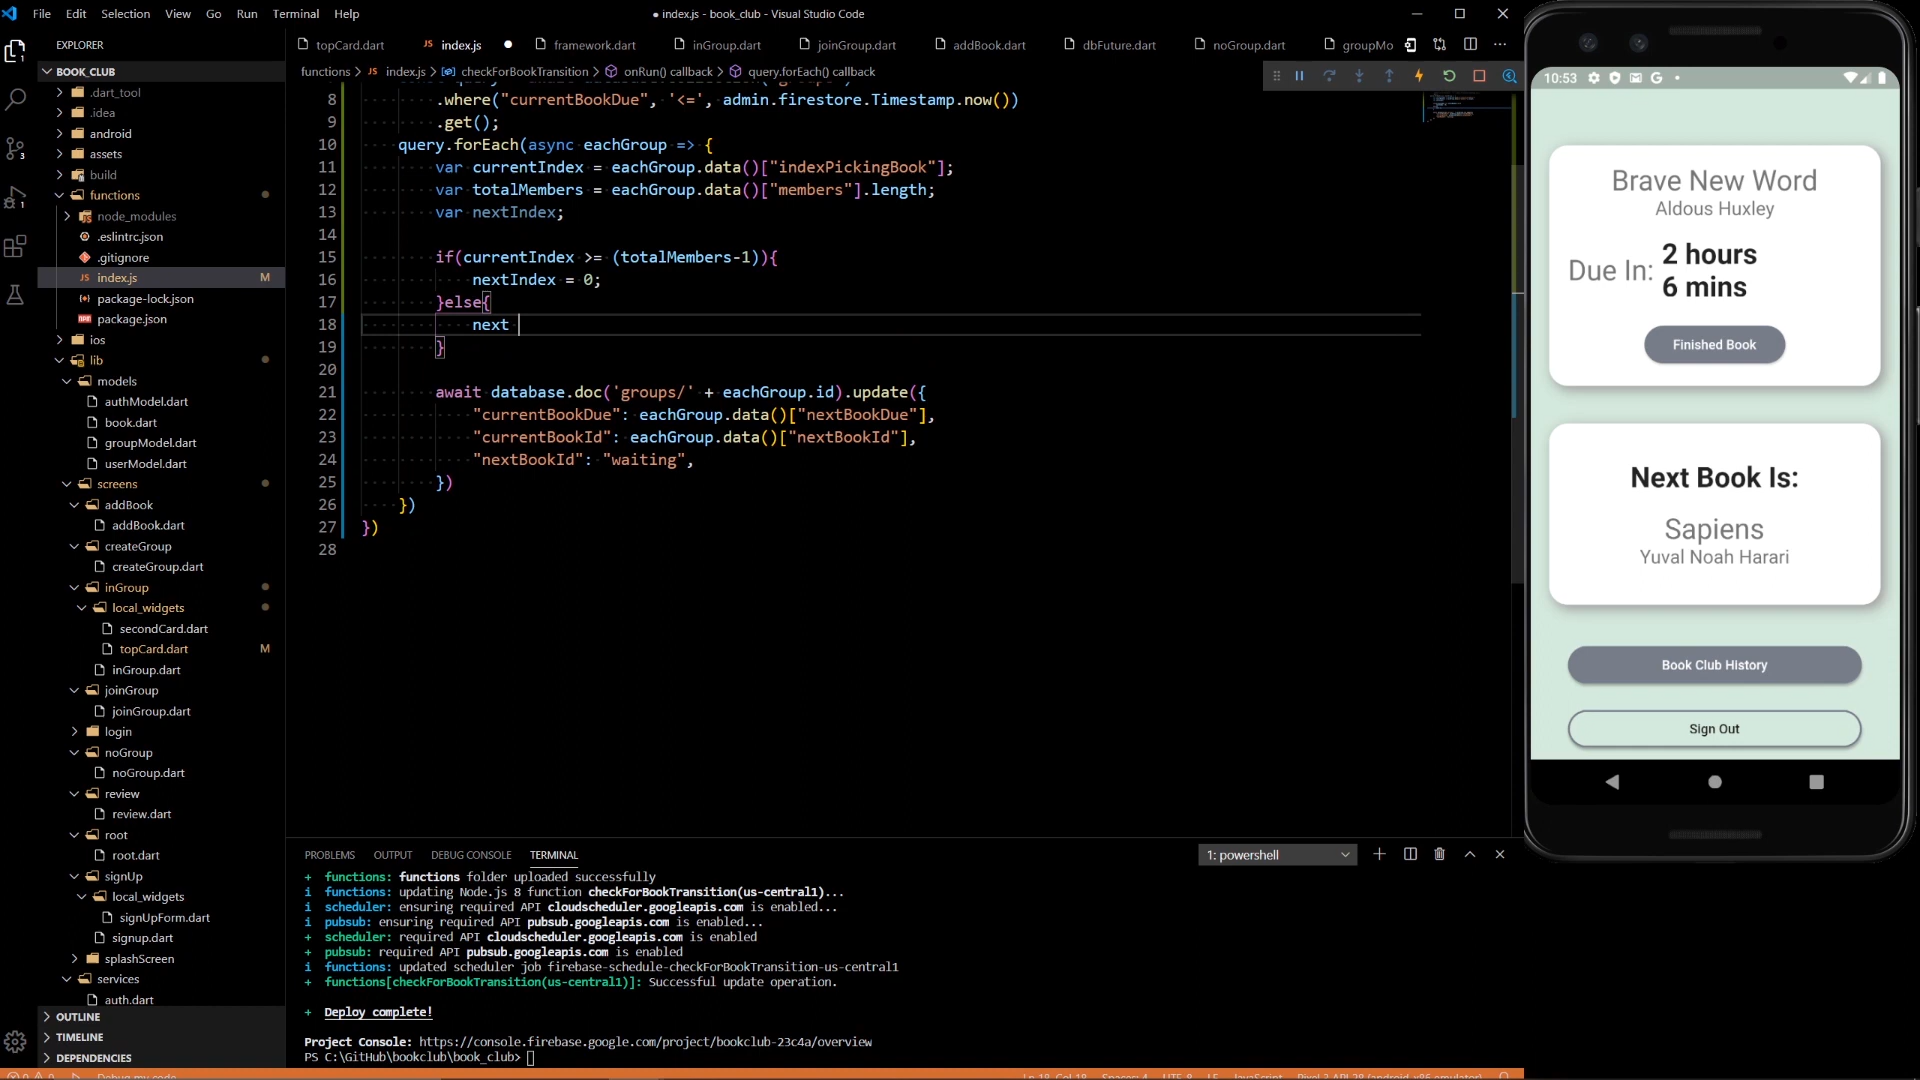 File Edit Selection View Go Run Terminal Help
● index.js - book_club - Visual Studio Code
EXPLORER
BOOK_CLUB
.dart_tool
.idea
android
assets
build
functions
node_modules
.eslintrc.json
.gitignore
JS index.js M
package-lock.json
package.json
ios
lib
models
authModel.dart
book.dart
groupModel.dart
userModel.dart
screens
addBook
addBook.dart
createGroup
createGroup.dart
inGroup
local_widgets
secondCard.dart
topCard.dart M
inGroup.dart
joinGroup
joinGroup.dart
login
noGroup
noGroup.dart
review
review.dart
root
root.dart
signUp
local_widgets
signUpForm.dart
signup.dart
splashScreen
services
auth.dart
OUTLINE
TIMELINE
DEPENDENCIES
topCard.dart JS index.js framework.dart inGroup.dart joinGroup.dart addBook.dart dbFuture.dart noGroup.dart groupMo
functions > JS index.js > checkForBookTransition > onRun() callback > query.forEach() callback
8 .where("currentBookDue", '<=', admin.firestore.Timestamp.now())
9 .get();
10 query.forEach(async eachGroup => {
11 var currentIndex = eachGroup.data()["indexPickingBook"];
12 var totalMembers = eachGroup.data()["members"].length;
13 var nextIndex;
14
15 if(currentIndex >= (totalMembers-1)){
16 nextIndex = 0;
17 }else{
18 next
19 }
20
21 await database.doc('groups/' + eachGroup.id).update({
22 "currentBookDue": eachGroup.data()["nextBookDue"],
23 "currentBookId": eachGroup.data()["nextBookId"],
24 "nextBookId": "waiting",
25 })
26 })
27 })
28
PROBLEMS OUTPUT DEBUG CONSOLE TERMINAL
1: powershell
+ functions: functions folder uploaded successfully
i functions: updating Node.js 8 function checkForBookTransition(us-central1)...
i scheduler: ensuring required API cloudscheduler.googleapis.com is enabled...
i pubsub: ensuring required API pubsub.googleapis.com is enabled...
+ scheduler: required API cloudscheduler.googleapis.com is enabled
+ pubsub: required API pubsub.googleapis.com is enabled
i functions: updated scheduler job firebase-schedule-checkForBookTransition-us-central1
+ functions[checkForBookTransition(us-central1)]: Successful update operation.
+ Deploy complete!
Project Console: https://console.firebase.google.com/project/bookclub-23c4a/overview
PS C:\GitHub\bookclub\book_club>
10:53
Brave New Word
Aldous Huxley
Due In:
2 hours
6 mins
Finished Book
Next Book Is:
Sapiens
Yuval Noah Harari
Book Club History
Sign Out